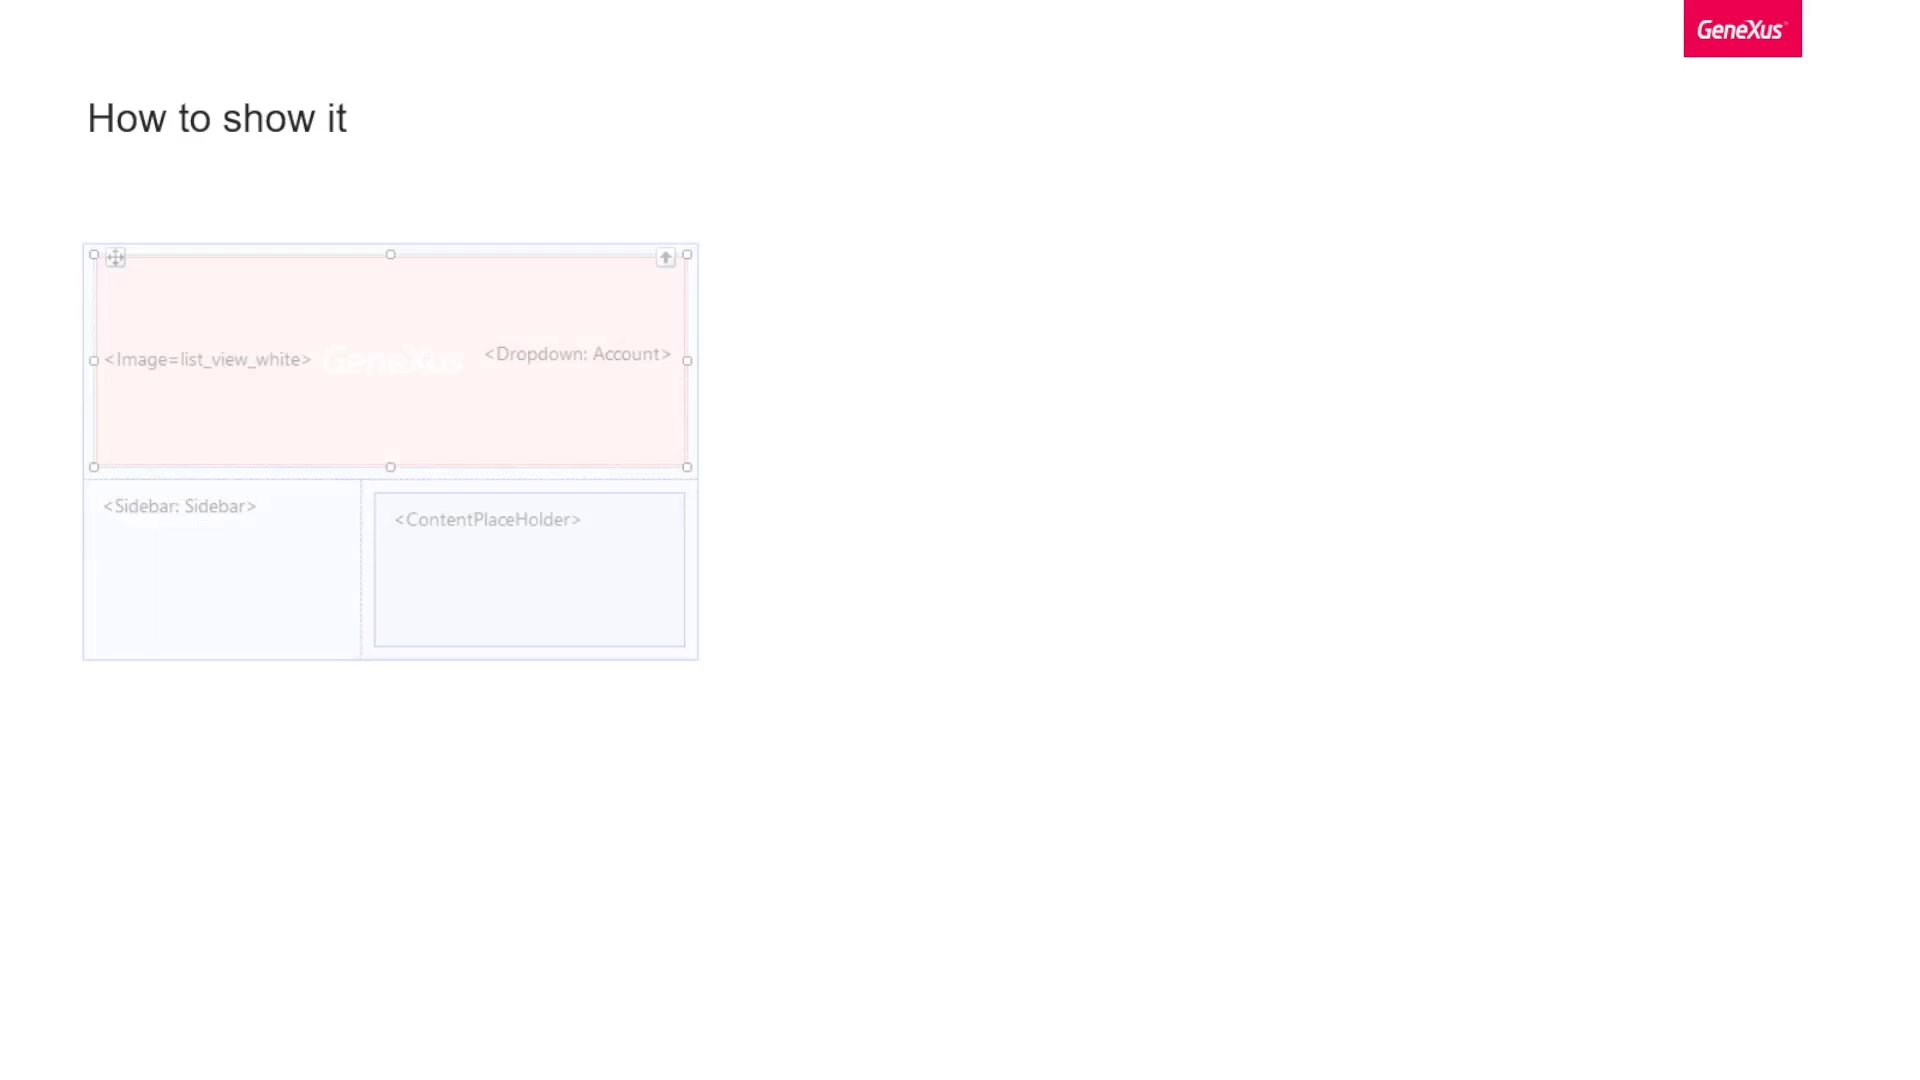 GeneXus
How to show it
<Image=list_view_white> GeneXus <Dropdown: Account>
<Sidebar: Sidebar>
<ContentPlaceHolder>